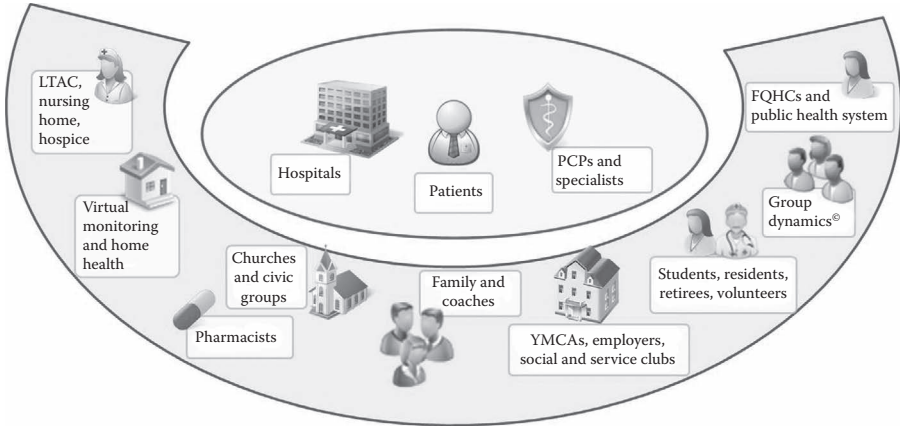 LTAC,
nursing
home,
hospice
Virtual
monitoring
and home
health
Pharmacists
Churches
and civic
groups
Family and
coaches
YMCAs, employers,
social and service clubs
Students, residents,
retirees, volunteers
Group
dynamics©
FQHCs and
public health system
Hospitals
Patients
PCPs and
specialists